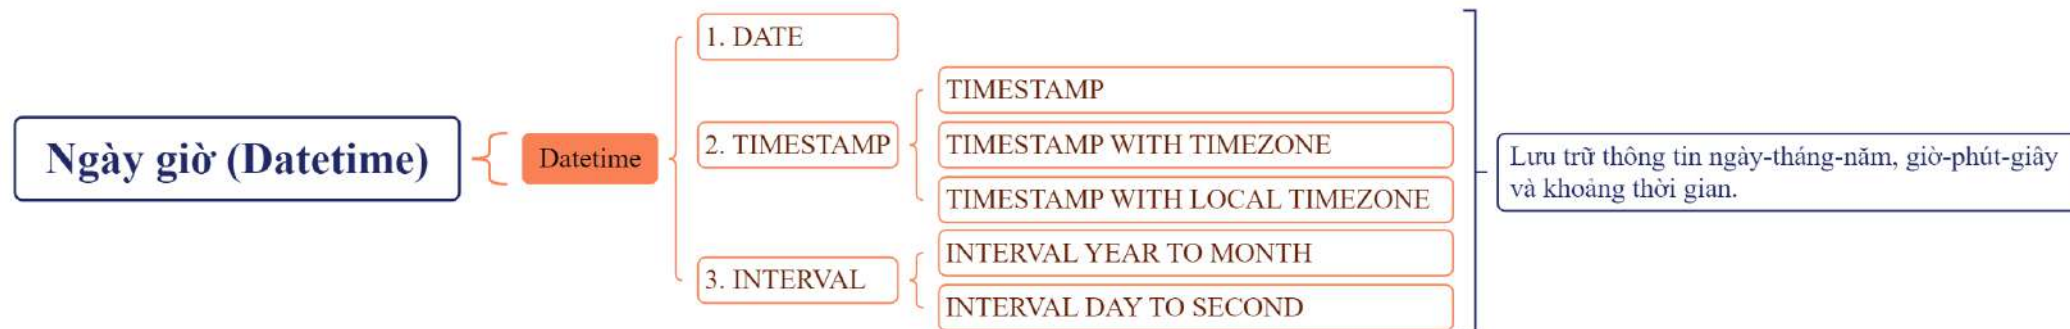 Ngày giờ (Datetime)
Datetime
1. DATE
2. TIMESTAMP
TIMESTAMP
TIMESTAMP WITH TIMEZONE
TIMESTAMP WITH LOCAL TIMEZONE
3. INTERVAL
INTERVAL YEAR TO MONTH
INTERVAL DAY TO SECOND
Lưu trữ thông tin ngày-tháng-năm, giờ-phút-giây
và khoảng thời gian.